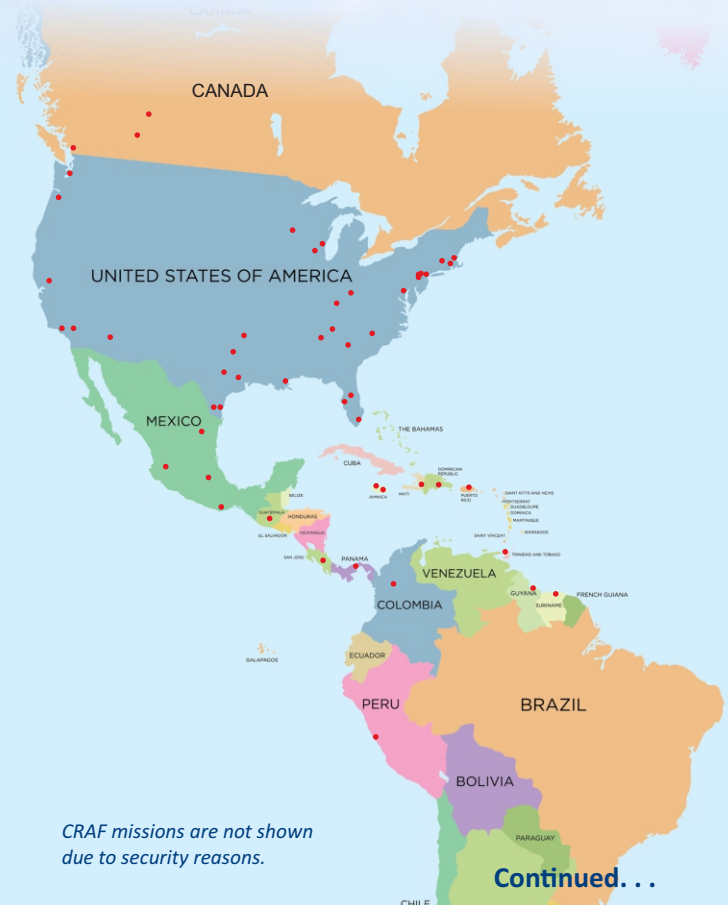 CANADA
CANADA
UNITED STATES OF AMERICA
MEXICO
THE BAHAMAS
CUBA
DOMINICAN
REPUBLIC
JAMAICA
HAITI
PUERTO
RICO
SAINT KITTS AND NEVIS
MONTSERRAT
GUADELOUPE
DOMINICA
MARTINIQUE
BARBADOS
SAINT VINCENT
TRINIDAD AND TOBAGO
BELIZE
GUATEMALA
HONDURAS
EL SALVADOR
NICARAGUA
SAN JOSE
PANAMA
VENEZUELA
GUYANA
SURINAME
FRENCH GUIANA
COLOMBIA
GALAPAGOS
ECUADOR
PERU
BRAZIL
BOLIVIA
PARAGUAY
CHILE
CRAF missions are not shown
due to security reasons.
Continued. . .